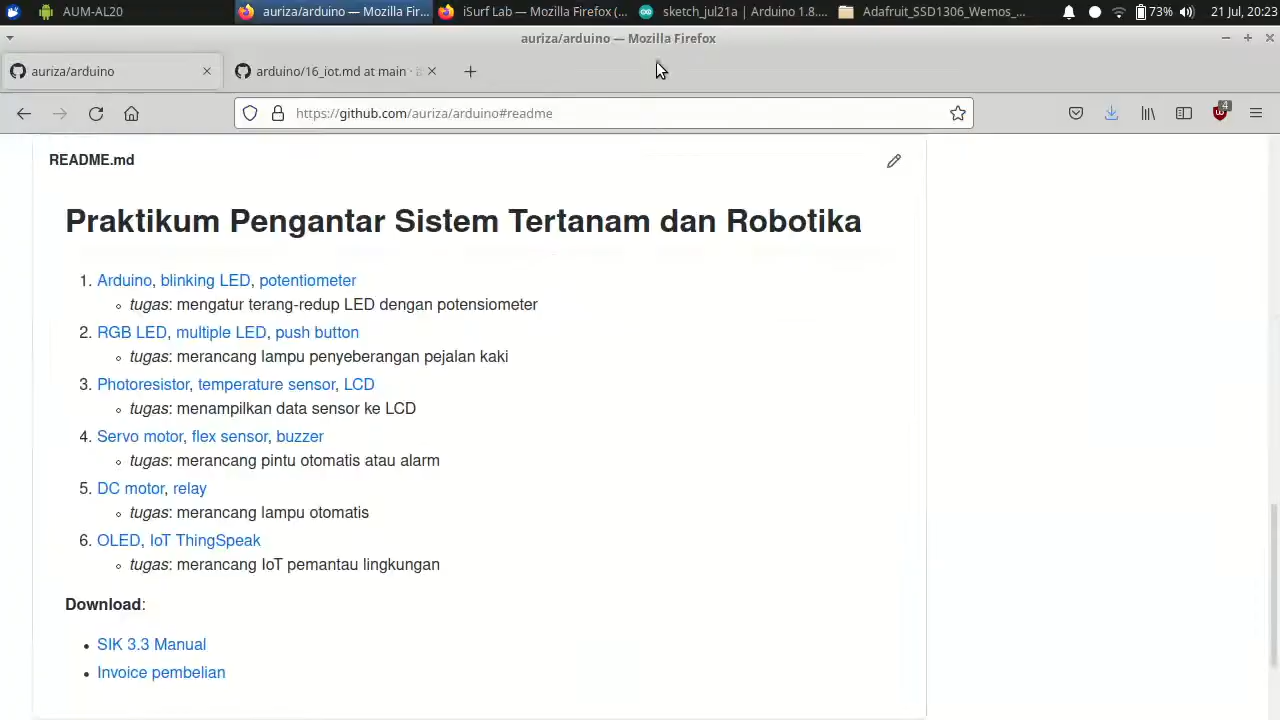 AUM-AL20
auriza/arduino — Mozilla Fir...
iSurf Lab — Mozilla Firefox (...
sketch_jul21a | Arduino 1.8....
Adafruit_SSD1306_Wemos_...
73%
21 Jul, 20:23
auriza/arduino — Mozilla Firefox
auriza/arduino
arduino/16_iot.md at main ·
https://github.com/auriza/arduino#readme
4
README.md
Praktikum Pengantar Sistem Tertanam dan Robotika
1. Arduino, blinking LED, potentiometer
◦ tugas: mengatur terang-redup LED dengan potensiometer
2. RGB LED, multiple LED, push button
◦ tugas: merancang lampu penyeberangan pejalan kaki
3. Photoresistor, temperature sensor, LCD
◦ tugas: menampilkan data sensor ke LCD
4. Servo motor, flex sensor, buzzer
◦ tugas: merancang pintu otomatis atau alarm
5. DC motor, relay
◦ tugas: merancang lampu otomatis
6. OLED, IoT ThingSpeak
◦ tugas: merancang IoT pemantau lingkungan
Download:
• SIK 3.3 Manual
• Invoice pembelian